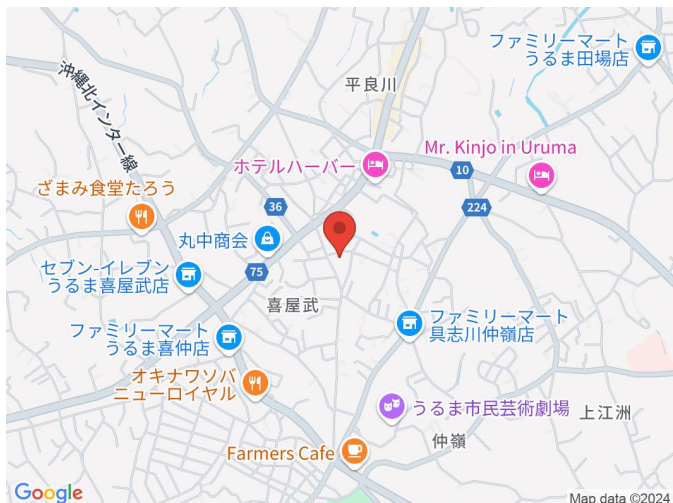 ファミリーマート
うるま田場店
沖縄北インター線
平良川
ホテルハーバー
Mr. Kinjo in Uruma
10
ざまみ食堂たろう
36
224
丸中商会
セブン-イレブン
うるま喜屋武店
75
喜屋武
ファミリーマート
うるま喜仲店
ファミリーマート
具志川仲嶺店
オキナワソバ
ニューロイヤル
うるま市民芸術劇場
上江洲
仲嶺
Farmers Cafe
Google
Map data ©2024